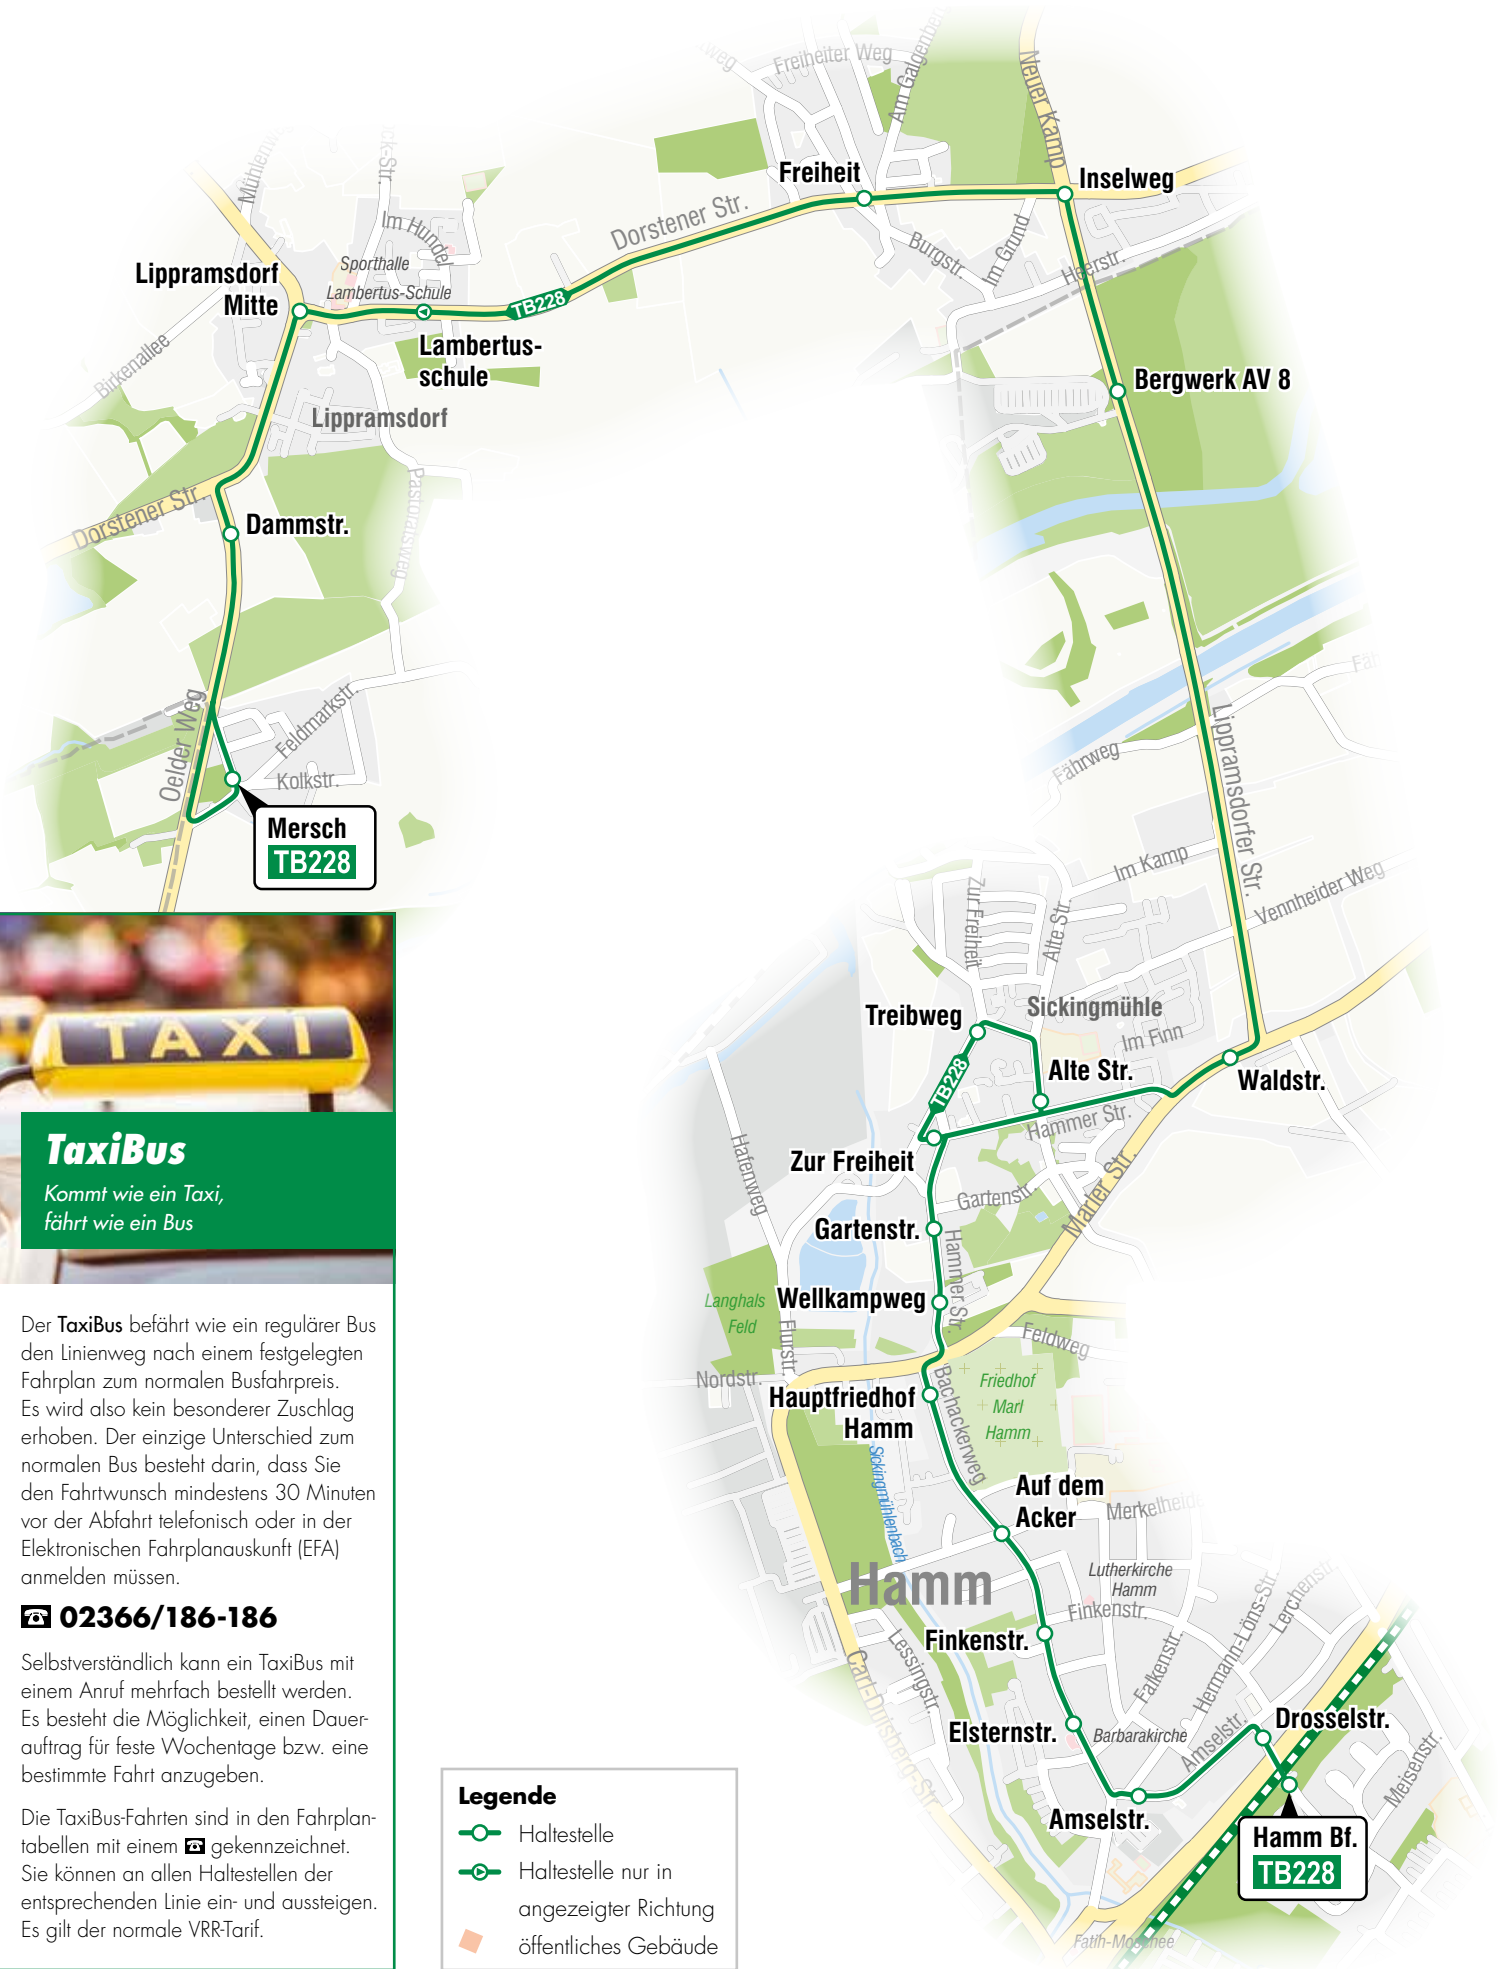 Freiheiter Weg
Am Galgenberg
Neuer Kamp
Mühlenweg
Freiheit
Inselweg
Dorstener Str.
Im Hundel
Burgstr.
Im Grund
Heerstr.
Sporthalle
Lambertus-Schule
Lippramsdorf
Mitte
TB228
Lambertus-
schule
Birkenallee
Bergwerk AV 8
Lippramsdorf
Pastoratsweg
Dorstener Str.
Dammstr.
Oelder Weg
Feldmarkstr.
Kolkstr.
Fährweg
Lippramsdorfer Str.
Mersch
TB228
Im Kamp
Vennheider Weg
Zur Freiheit
Alte Str.
Treibweg
Sickingmühle
Im Finn
Alte Str.
Waldstr.
TB228
Hammer Str.
Hafenweg
Zur Freiheit
Marler Str.
Gartenstr.
Gartenstr.
Hammer Str.
Langhals
Feld
Wellkampweg
Flurstr.
Feldweg
Nordstr.
Hauptfriedhof
Hamm
Bachackerweg
Friedhof
Marl
Hamm
Sickingmühlenbach
Auf dem
Acker
Merkelheide
Hamm
Lutherkirche
Hamm
Finkenstr.
Finkenstr.
Lessingstr.
Falkenstr.
Hermann-Löns-Str.
Lerchenstr.
Carl-Duisberg-Str.
Elsternstr.
Barbarakirche
Amselstr.
Drosselstr.
Meisenstr.
Amselstr.
Hamm Bf.
TB228
Fatih-Moschee
TAXI
TaxiBus
Kommt wie ein Taxi,
fährt wie ein Bus
Der TaxiBus befährt wie ein regulärer Bus
den Linienweg nach einem festgelegten
Fahrplan zum normalen Busfahrpreis.
Es wird also kein besonderer Zuschlag
erhoben. Der einzige Unterschied zum
normalen Bus besteht darin, dass Sie
den Fahrtwunsch mindestens 30 Minuten
vor der Abfahrt telefonisch oder in der
Elektronischen Fahrplanauskunft (EFA)
anmelden müssen.
☎ 02366/186-186
Selbstverständlich kann ein TaxiBus mit
einem Anruf mehrfach bestellt werden.
Es besteht die Möglichkeit, einen Dauer-
auftrag für feste Wochentage bzw. eine
bestimmte Fahrt anzugeben.
Die TaxiBus-Fahrten sind in den Fahrplan-
tabellen mit einem ☎ gekennzeichnet.
Sie können an allen Haltestellen der
entsprechenden Linie ein- und aussteigen.
Es gilt der normale VRR-Tarif.
Legende
Haltestelle
Haltestelle nur in
angezeigter Richtung
öffentliches Gebäude